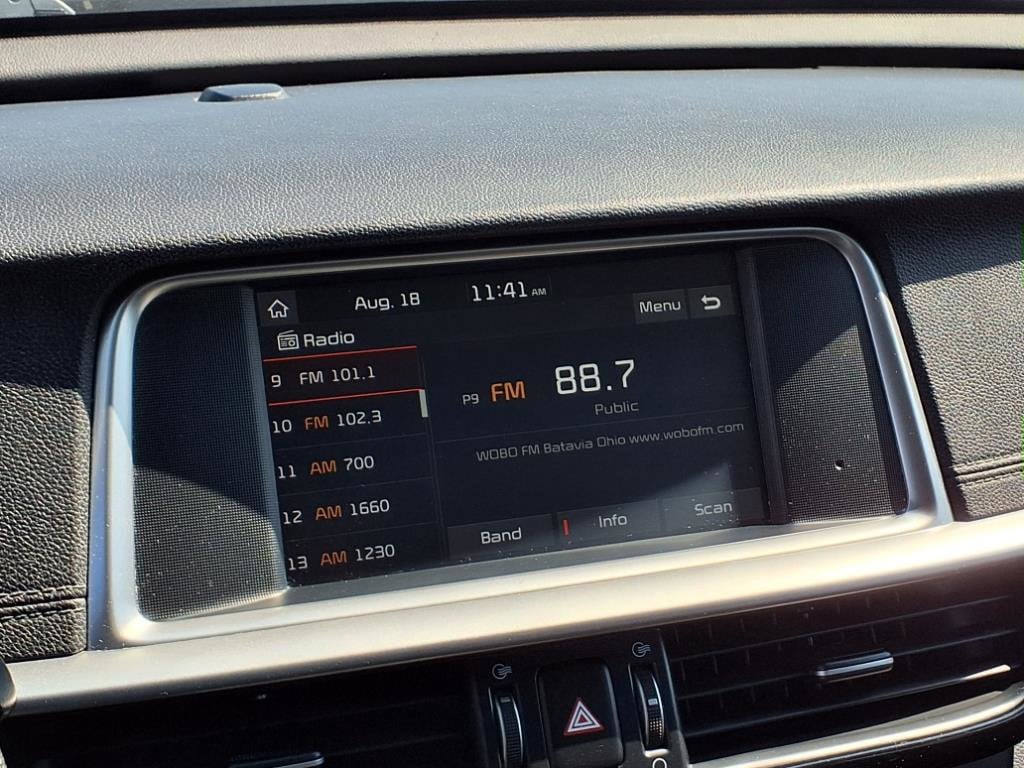 Aug. 18 11:41 AM Menu
Radio
9 FM 101.1
10 FM 102.3
11 AM 700
12 AM 1660
13 AM 1230
P9 FM 88.7
Public
WOBO FM Batavia Ohio www.wobofm.com
Band Info Scan